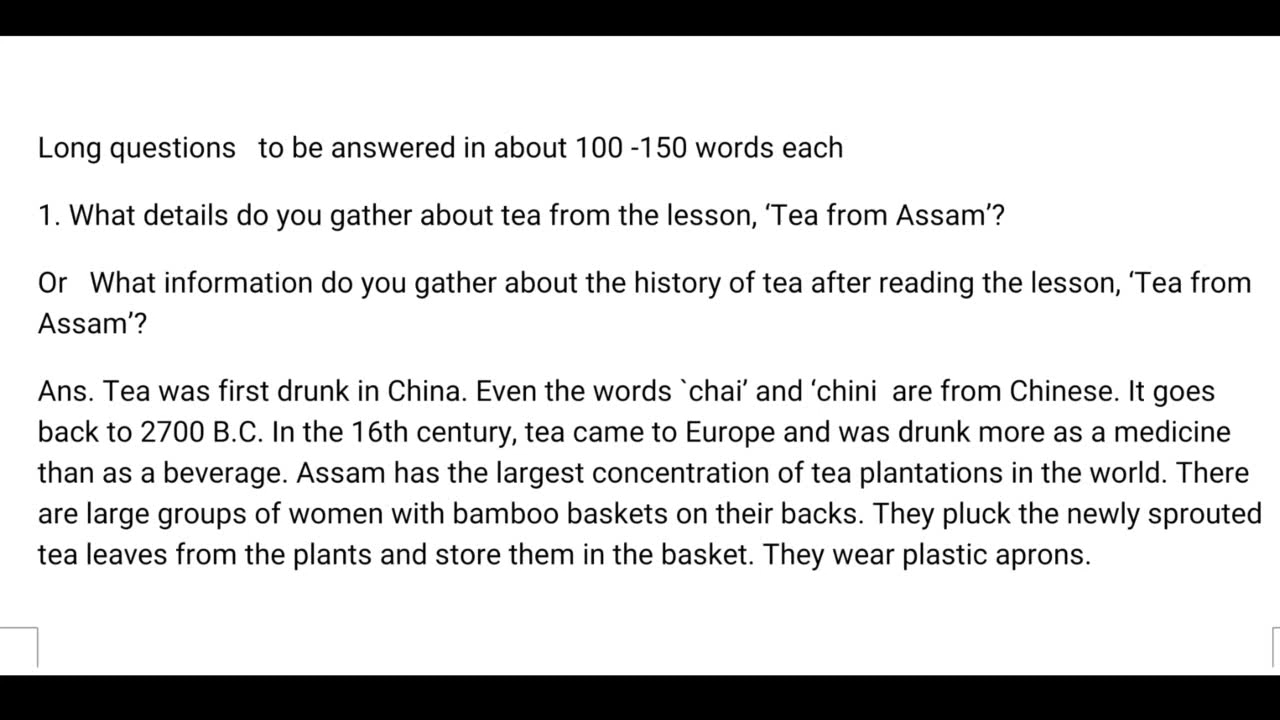 Long questions   to be answered in about 100 -150 words each
1. What details do you gather about tea from the lesson, ‘Tea from Assam’?
Or   What information do you gather about the history of tea after reading the lesson, ‘Tea from
Assam’?
Ans. Tea was first drunk in China. Even the words `chai’ and ‘chini  are from Chinese. It goes
back to 2700 B.C. In the 16th century, tea came to Europe and was drunk more as a medicine
than as a beverage. Assam has the largest concentration of tea plantations in the world. There
are large groups of women with bamboo baskets on their backs. They pluck the newly sprouted
tea leaves from the plants and store them in the basket. They wear plastic aprons.